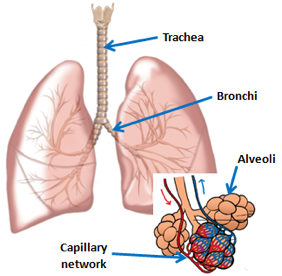 Trachea
Bronchi
Alveoli
Capillary
network